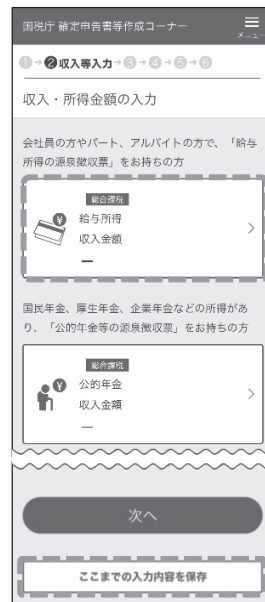 国税庁 確定申告書等作成コーナー
メニュー
1→2収入等入力→3→4→5→6
収入・所得金額の入力
会社員の方やパート、アルバイトの方で、「給与
所得の源泉徴収票」をお持ちの方
総合課税
給与所得
収入金額
—
国民年金、厚生年金、企業年金などの所得があ
り、「公的年金等の源泉徴収票」をお持ちの方
総合課税
公的年金
収入金額
—
次へ
ここまでの入力内容を保存